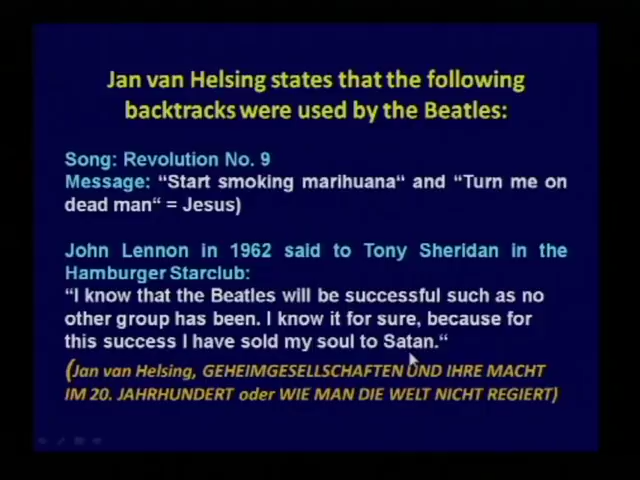 Jan van Helsing states that the following
backtracks were used by the Beatles:
Song: Revolution No. 9
Message: “Start smoking marihuana“ and “Turn me on
dead man“ = Jesus)
John Lennon in 1962 said to Tony Sheridan in the
Hamburger Starclub:
“I know that the Beatles will be successful such as no
other group has been. I know it for sure, because for
this success I have sold my soul to Satan.“
(Jan van Helsing, GEHEIMGESELLSCHAFTEN UND IHRE MACHT
IM 20. JAHRHUNDERT oder WIE MAN DIE WELT NICHT REGIERT)